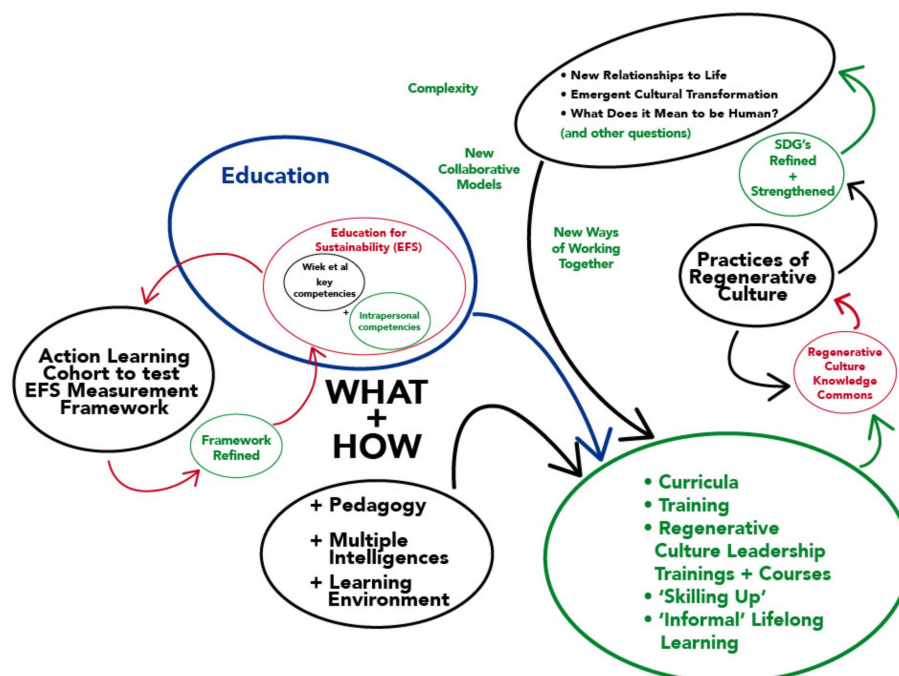 • New Relationships to Life
• Emergent Cultural Transformation
• What Does it Mean to be Human?
(and other questions)
Complexity
New
Collaborative
Models
SDG's
Refined
+
Strengthened
Education
Education for
Sustainability (EFS)
Wiek et al
key
competencies
+
Intrapersonal
competencies
New Ways
of Working
Together
Practices of
Regenerative
Culture
Action Learning
Cohort to test
EFS Measurement
Framework
Regenerative
Culture
Knowledge
Commons
WHAT
+
HOW
Framework
Refined
+ Pedagogy
+ Multiple
Intelligences
+ Learning
Environment
• Curricula
• Training
• Regenerative
Culture Leadership
Trainings + Courses
• ‘Skilling Up’
• ‘Informal’ Lifelong
Learning